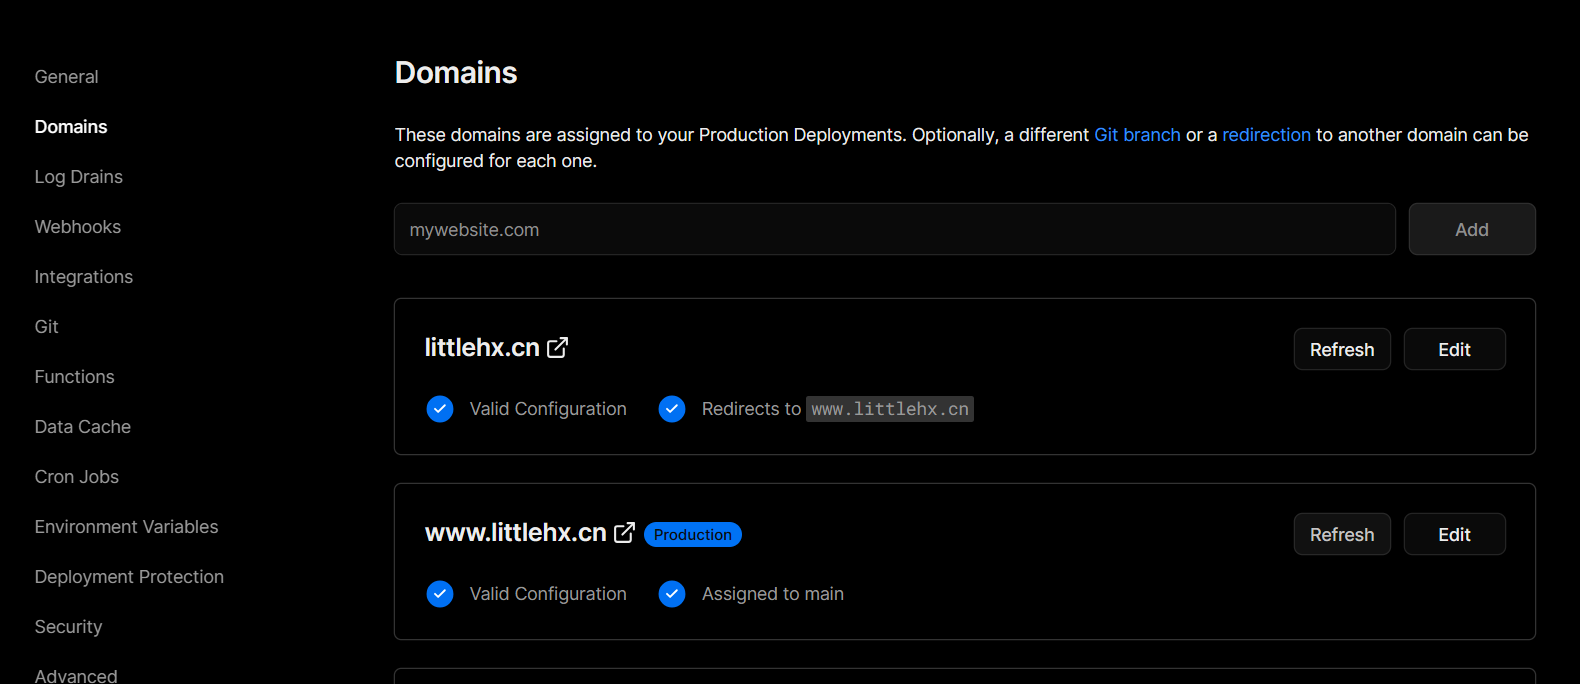 General
Domains
Log Drains
Webhooks
Integrations
Git
Functions
Data Cache
Cron Jobs
Environment Variables
Deployment Protection
Security
Advanced
Domains
These domains are assigned to your Production Deployments. Optionally, a different Git branch or a redirection to another domain can be
configured for each one.
mywebsite.com
Add
littlehx.cn
Refresh
Edit
Valid Configuration
Redirects to www.littlehx.cn
www.littlehx.cn
Production
Refresh
Edit
Valid Configuration
Assigned to main